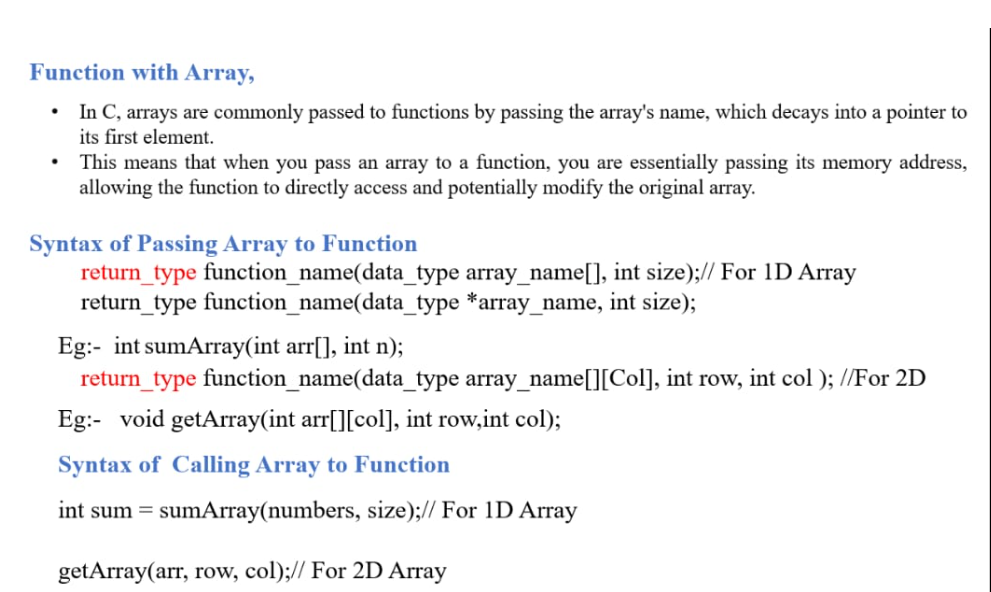 Function with Array,
• In C, arrays are commonly passed to functions by passing the array's name, which decays into a pointer to
its first element.
• This means that when you pass an array to a function, you are essentially passing its memory address,
allowing the function to directly access and potentially modify the original array.
Syntax of Passing Array to Function
return_type function_name(data_type array_name[], int size);// For 1D Array
return_type function_name(data_type *array_name, int size);
Eg:- int sumArray(int arr[], int n);
return_type function_name(data_type array_name[][Col], int row, int col ); //For 2D
Eg:- void getArray(int arr[][col], int row,int col);
Syntax of Calling Array to Function
int sum = sumArray(numbers, size);// For 1D Array
getArray(arr, row, col);// For 2D Array